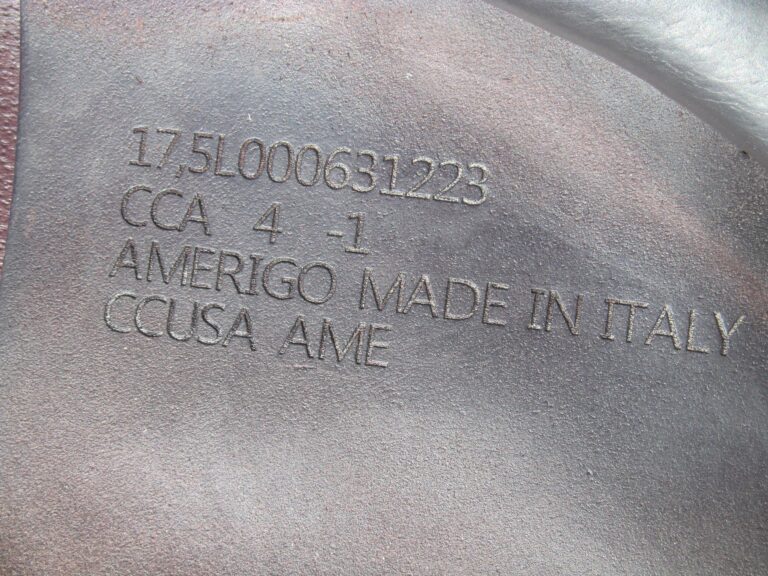 17,5L000631223
CCA 4 -1
AMERIGO MADE IN ITALY
CCUSA AME